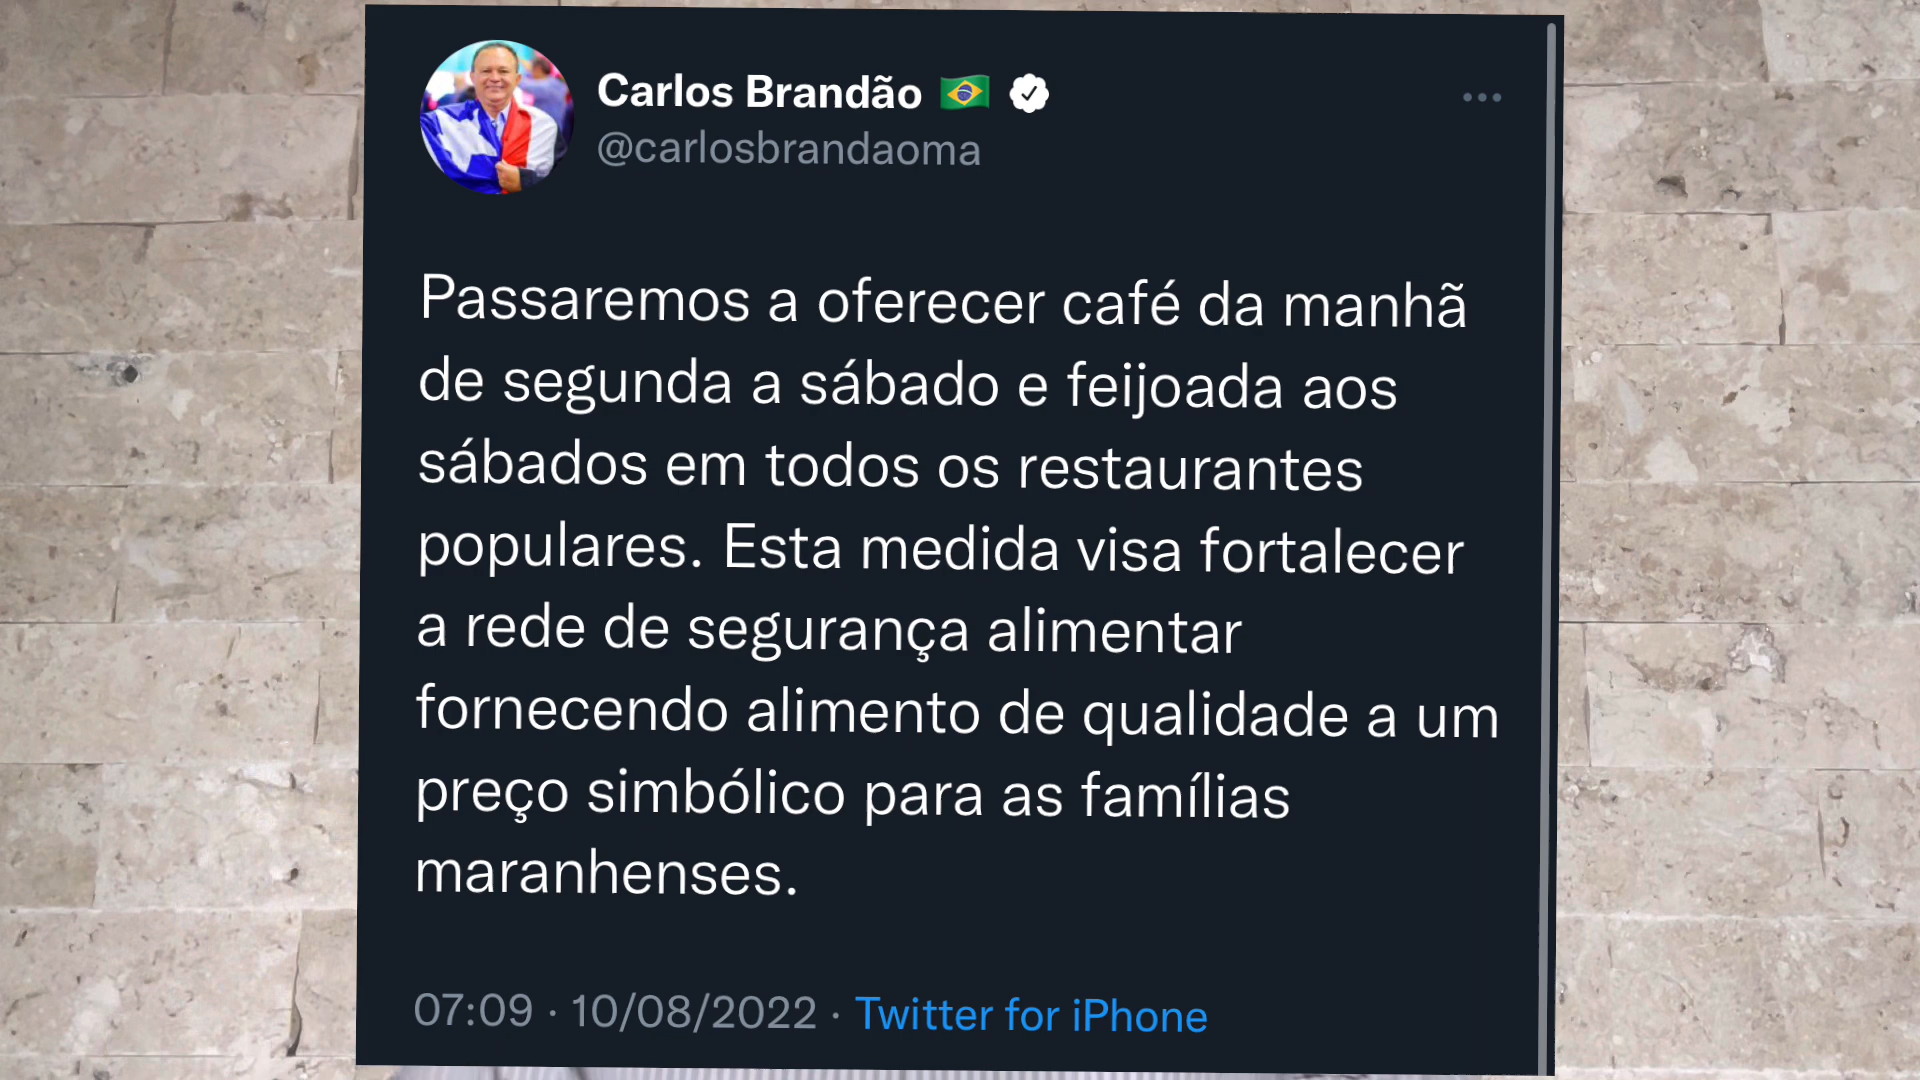 Carlos Brandão
@carlosbrandaoma
Passaremos a oferecer café da manhã
de segunda a sábado e feijoada aos
sábados em todos os restaurantes
populares. Esta medida visa fortalecer
a rede de segurança alimentar
fornecendo alimento de qualidade a um
preço simbólico para as famílias
maranhenses.
07:09 · 10/08/2022 · Twitter for iPhone